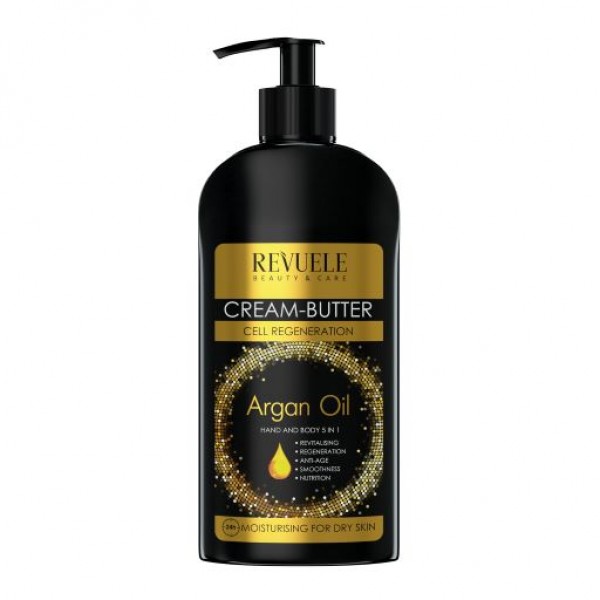 REVUELE
BEAUTY & CARE
CREAM-BUTTER
CELL REGENERATION
Argan Oil
HAND AND BODY 5 IN 1
• REVITALISING
• REGENERATION
• ANTI-AGE
• SMOOTHNESS
• NUTRITION
24h MOISTURISING FOR DRY SKIN